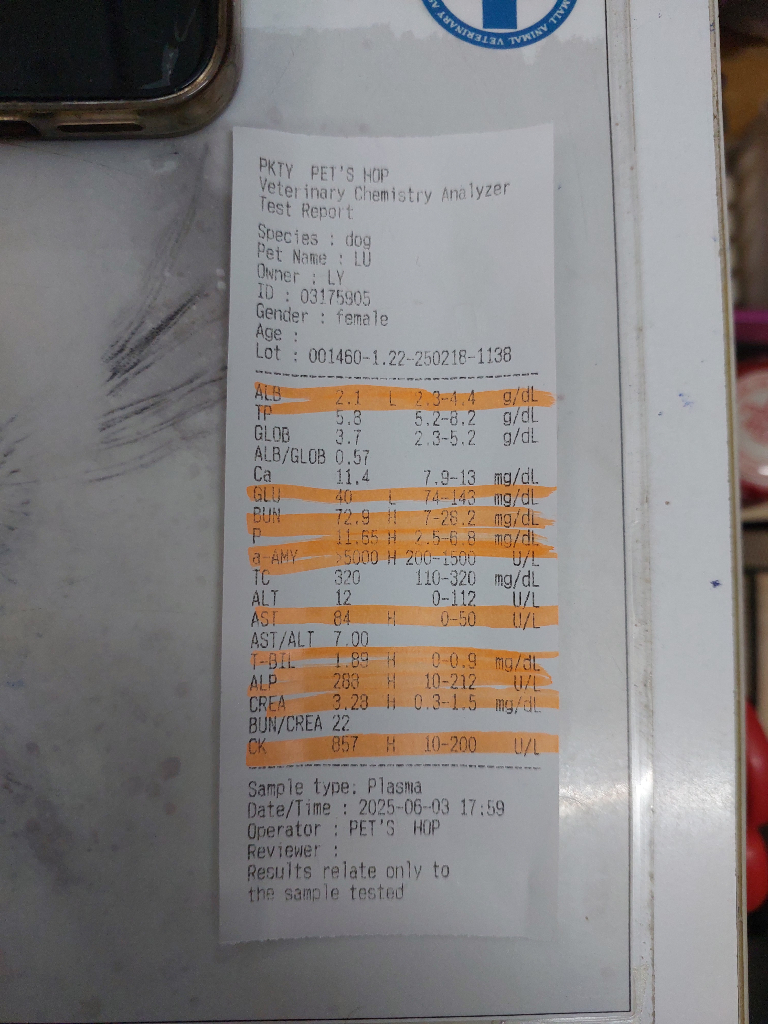 SMALL ANIMAL VETERINARY
PKTY PET'S HOP
Veterinary Chemistry Analyzer
Test Report
Species : dog
Pet Name : LU
Owner : LY
ID : 03175905
Gender : female
Age :
Lot : 001460-1.22-250218-1138
ALB 2.1 L 2.3-4.4 g/dL
TP 5.8 5.2-8.2 g/dL
GLOB 3.7 2.3-5.2 g/dL
ALB/GLOB 0.57
Ca 11.4 7.9-13 mg/dL
GLU 40 L 74-143 mg/dL
BUN 72.9 H 7-26.2 mg/dL
P 11.65 H 2.5-6.8 mg/dL
a-AMY >5000 H 200-1500 U/L
TC 320 110-320 mg/dL
ALT 12 0-112 U/L
AST 84 H 0-50 U/L
AST/ALT 7.00
T-BIL 1.89 H 0-0.9 mg/dL
ALP 283 H 10-212 U/L
CREA 3.23 H 0.3-1.5 mg/dL
BUN/CREA 22
CK 857 H 10-200 U/L
Sample type: Plasma
Date/Time : 2025-06-03 17:59
Operator : PET'S HOP
Reviewer :
Results relate only to
the sample tested